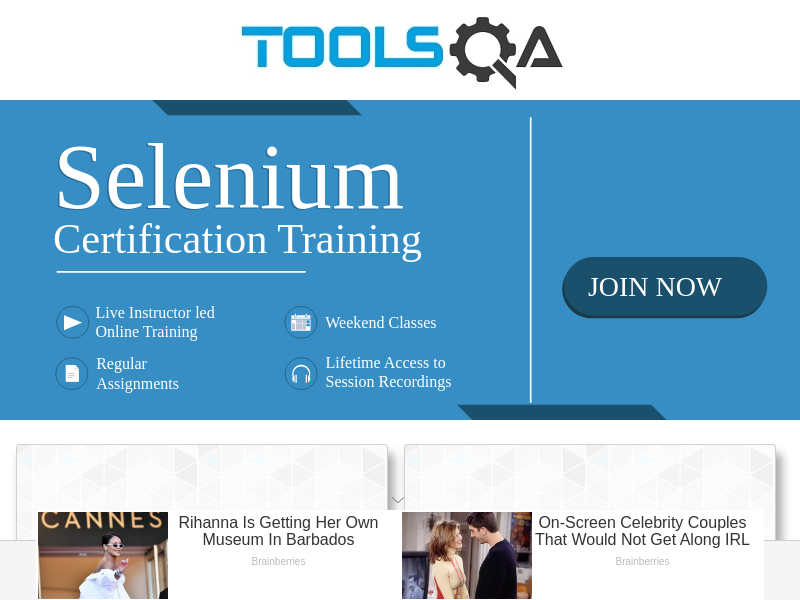 TOOLSQA
Selenium
Certification Training
JOIN NOW
Live Instructor led
Online Training
Weekend Classes
Regular
Assignments
Lifetime Access to
Session Recordings
CANNES
Rihanna Is Getting Her Own
Museum In Barbados
Brainberries
On-Screen Celebrity Couples
That Would Not Get Along IRL
Brainberries